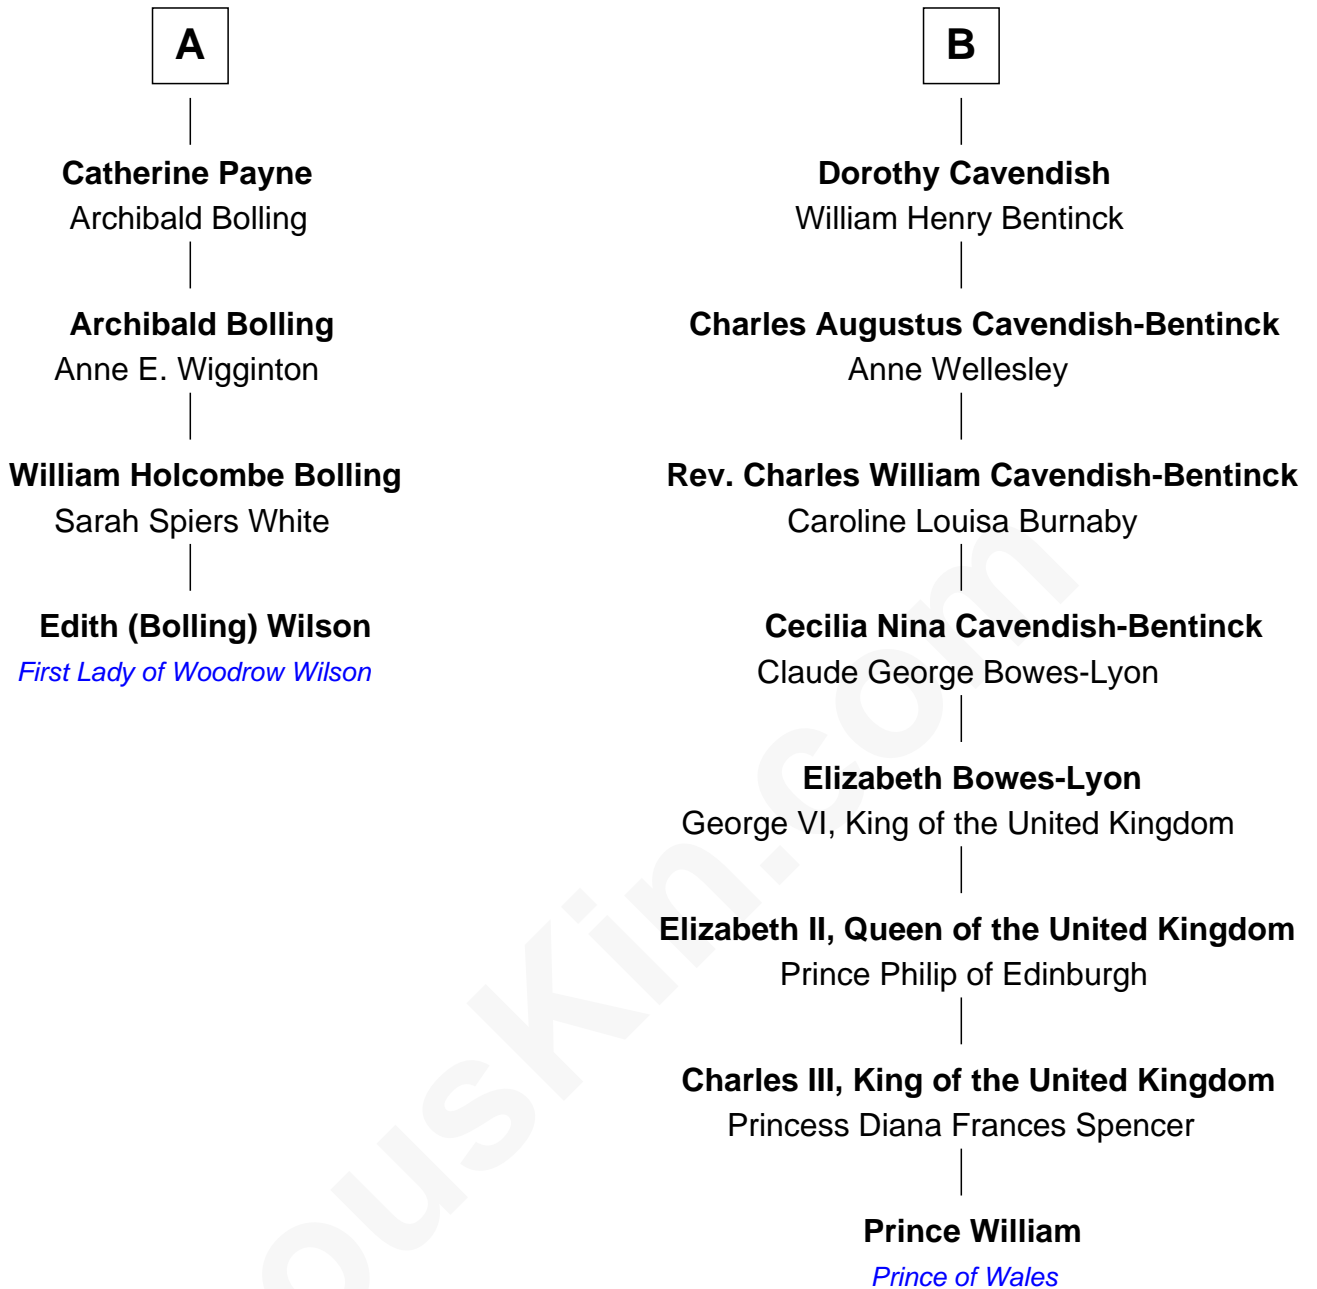 A
Catherine Payne
Archibald Bolling
Archibald Bolling
Anne E. Wigginton
William Holcombe Bolling
Sarah Spiers White
Edith (Bolling) Wilson
First Lady of Woodrow Wilson
B
Dorothy Cavendish
William Henry Bentinck
Charles Augustus Cavendish-Bentinck
Anne Wellesley
Rev. Charles William Cavendish-Bentinck
Caroline Louisa Burnaby
Cecilia Nina Cavendish-Bentinck
Claude George Bowes-Lyon
Elizabeth Bowes-Lyon
George VI, King of the United Kingdom
Elizabeth II, Queen of the United Kingdom
Prince Philip of Edinburgh
Charles III, King of the United Kingdom
Princess Diana Frances Spencer
Prince William
Prince of Wales
ousKin.com